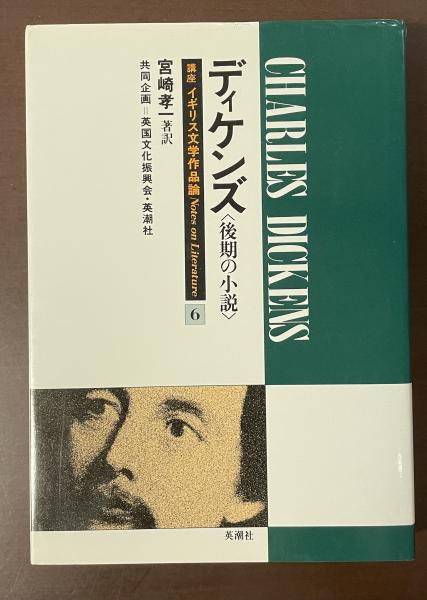 CHARLES DICKENS
ディケンズ〈後期の小説〉
講座 イギリス文学作品論 Notes on Literature 6
宮崎孝一 著訳
共同企画=英国文化振興会・英潮社
英潮社